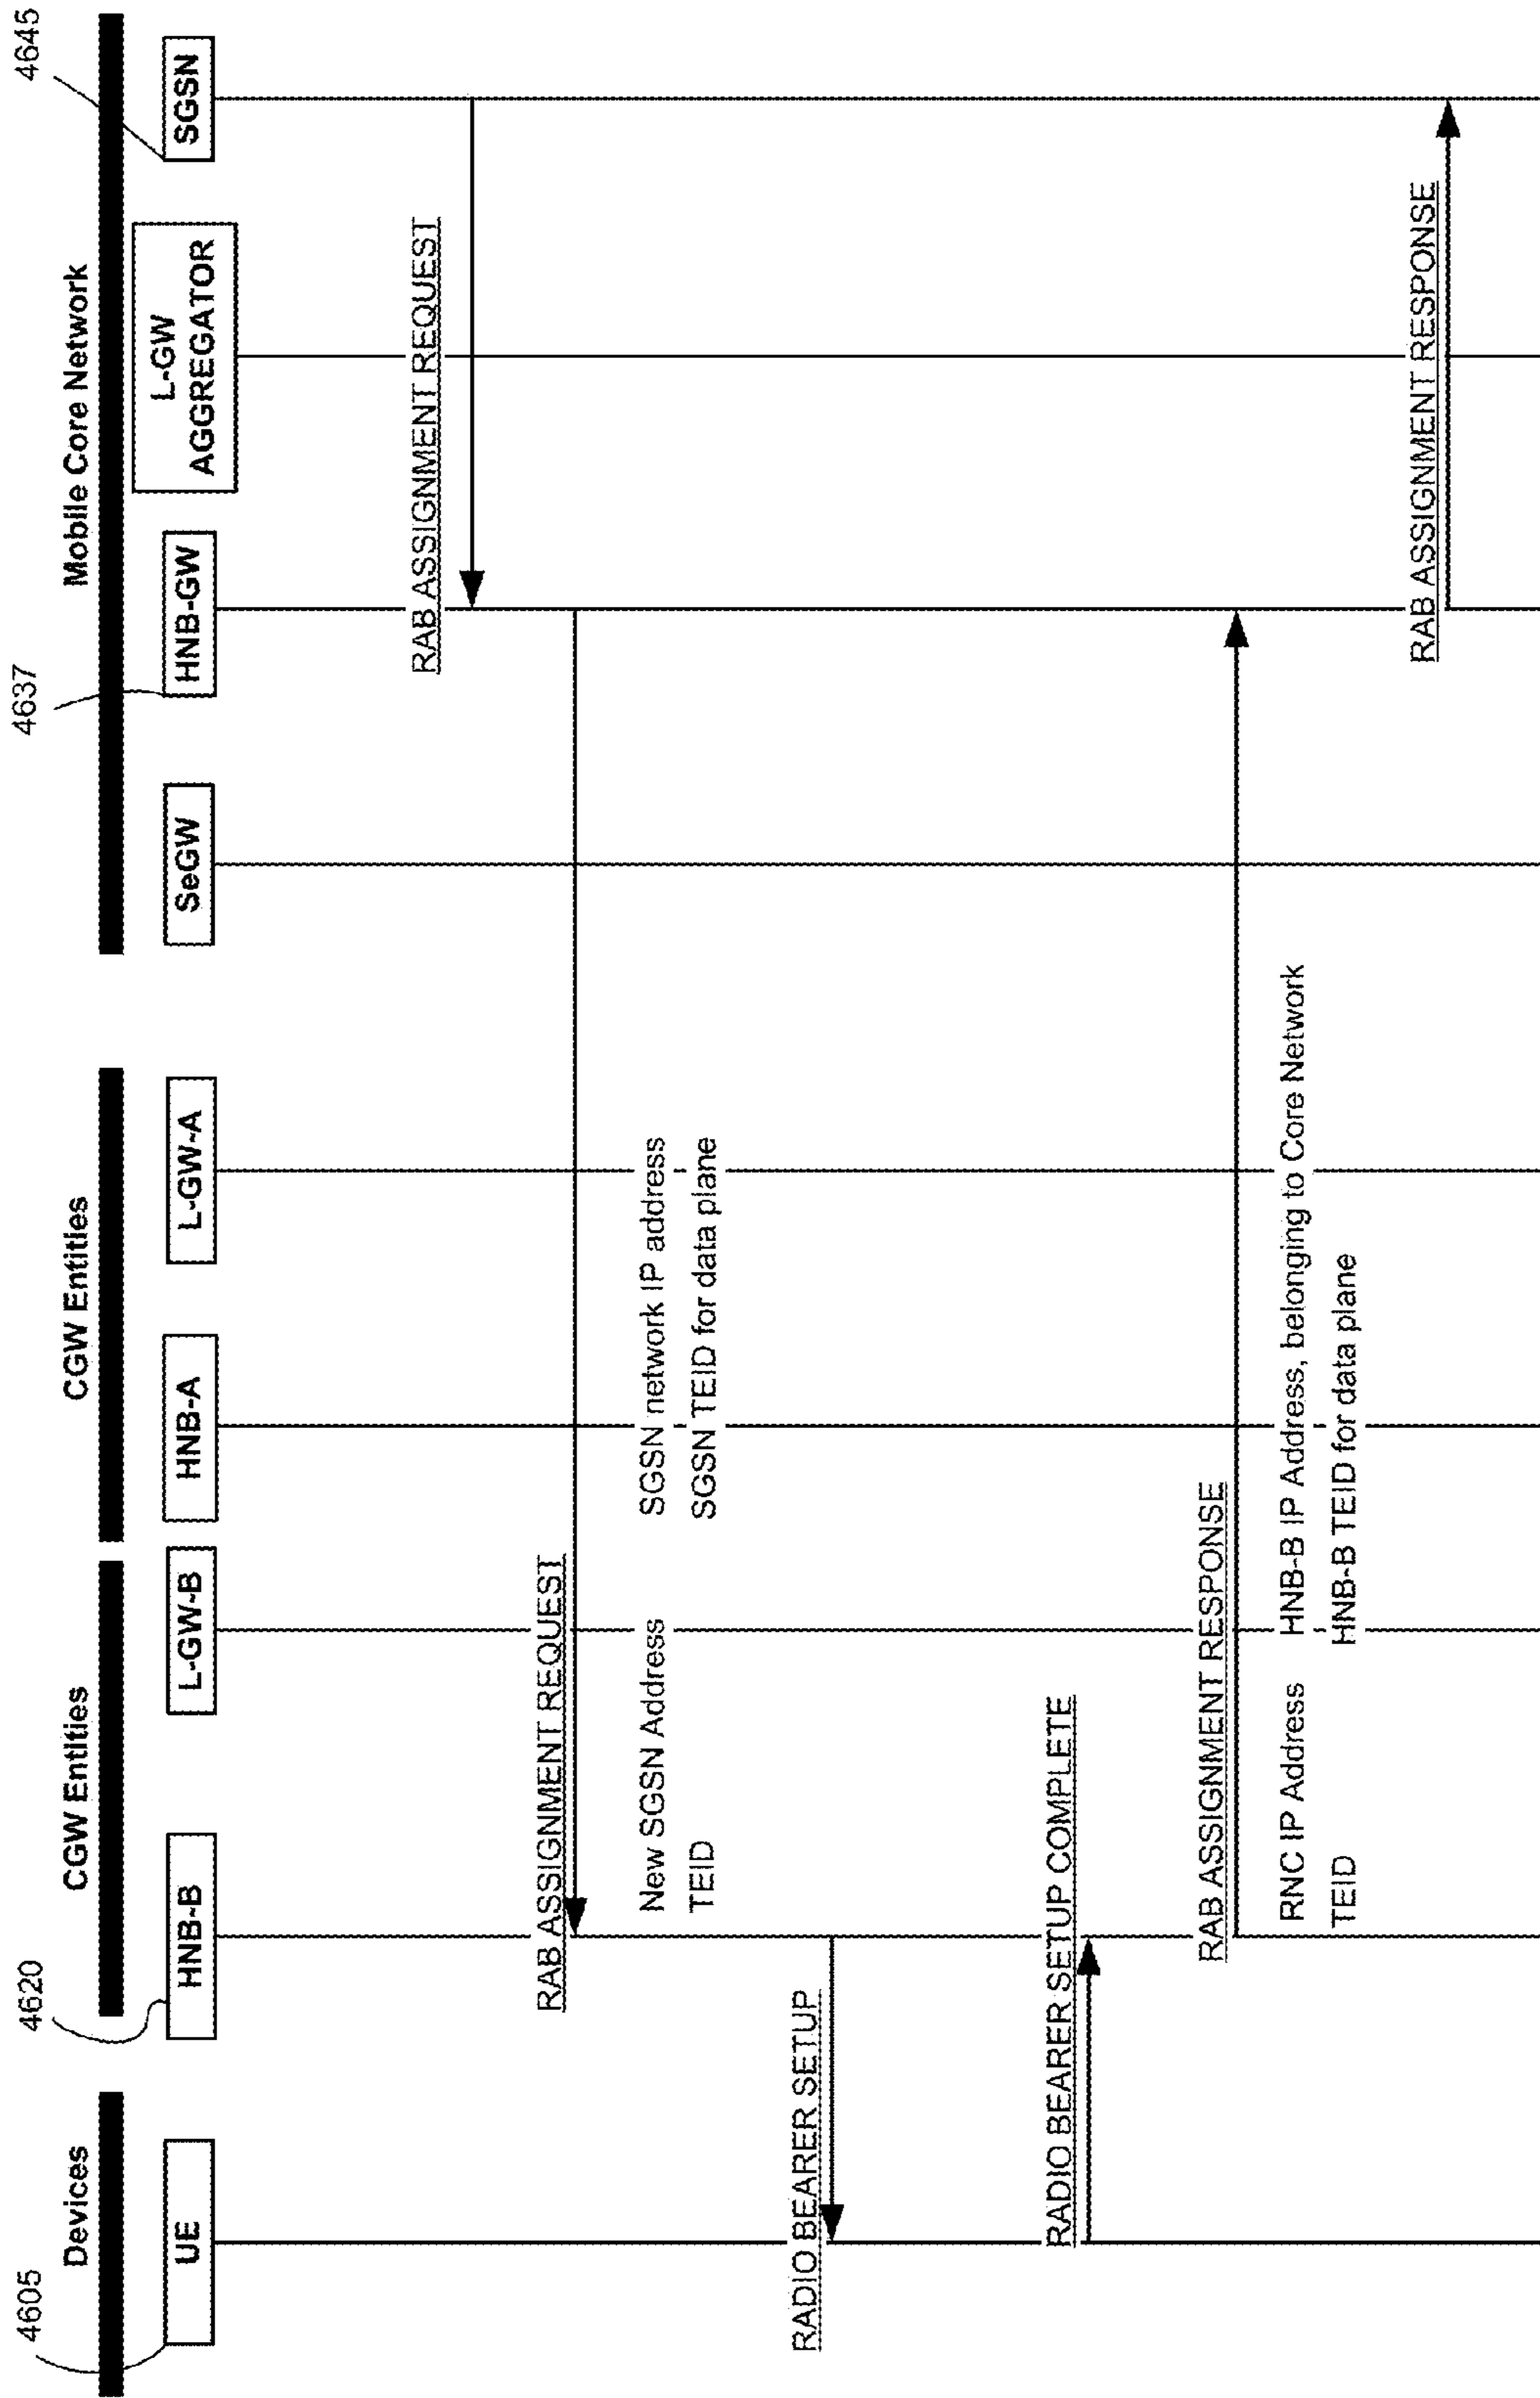 4605
4620
4637
4645
Devices
CGW Entities
CGW Entities
Mobile Core Network
UE
HNB-B
L-GW-B
HNB-A
L-GW-A
SeGW
HNB-GW
L-GW
AGGREGATOR
SGSN
RAB ASSIGNMENT REQUEST
RAB ASSIGNMENT REQUEST
New SGSN Address
SGSN network IP address
TEID
SGSN TEID for data plane
RADIO BEARER SETUP
RADIO BEARER SETUP COMPLETE
RAB ASSIGNMENT RESPONSE
RNC IP Address
HNB-B IP Address, belonging to Core Network
TEID
HNB-B TEID for data plane
RAB ASSIGNMENT RESPONSE